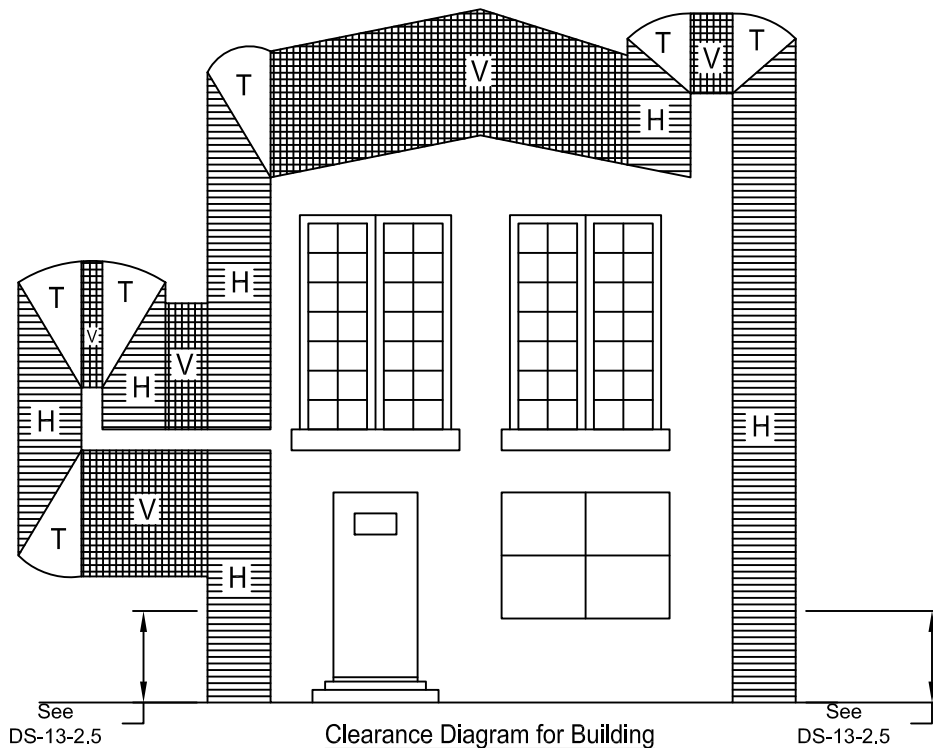 T V T
T V
H
H
T V T
V
H
H
H
V
T
H
See
DS-13-2.5
See
DS-13-2.5
Clearance Diagram for Building